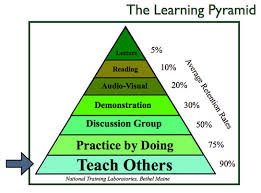 The Learning Pyramid
Lecture 5%
Reading 10%
Audio-Visual 20%
Demonstration 30%
Discussion Group 50%
Practice by Doing 75%
Teach Others 90%
Average Retention Rates
National Training Laboratories, Bethel Maine